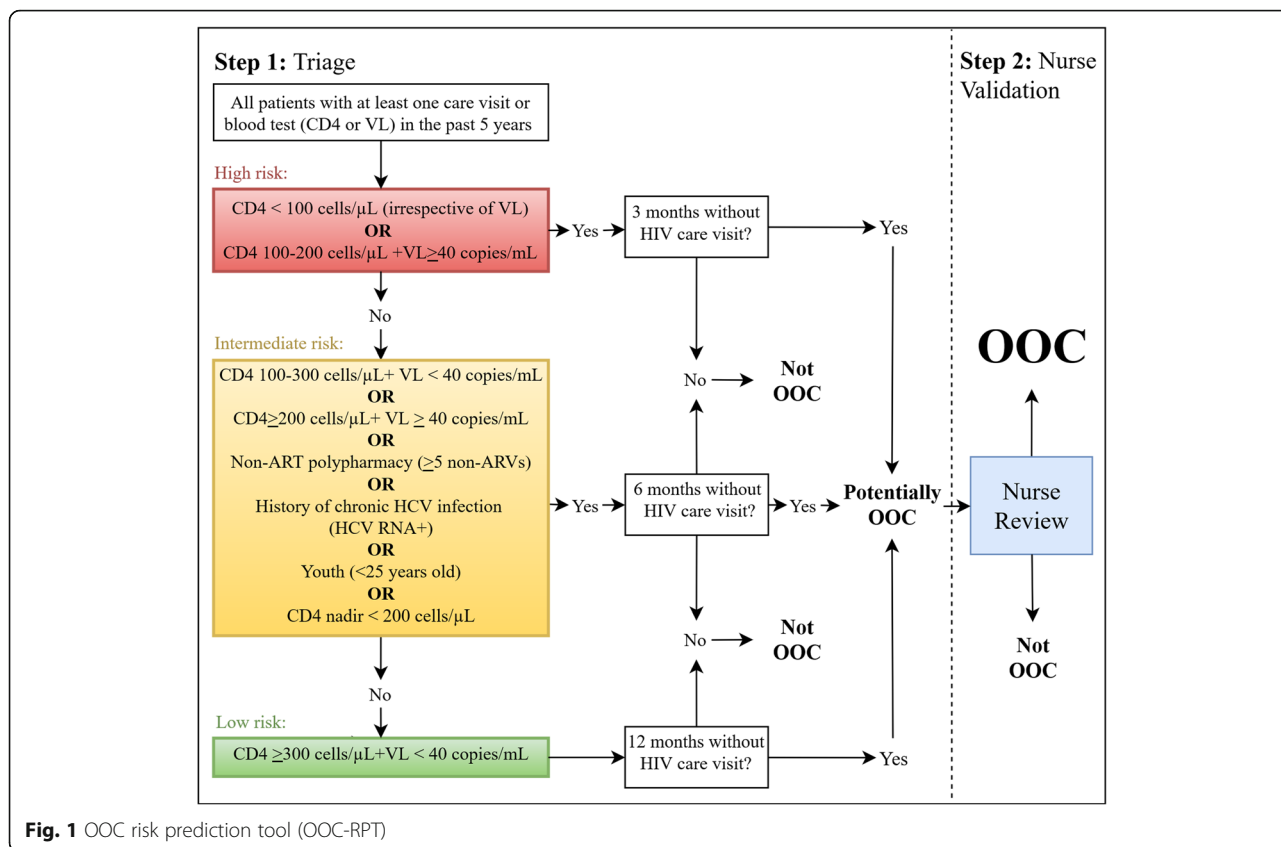 Step 1: Triage
All patients with at least one care visit or
blood test (CD4 or VL) in the past 5 years
High risk:
CD4 < 100 cells/µL (irrespective of VL)
OR
CD4 100-200 cells/µL +VL≥40 copies/mL
Yes
3 months without
HIV care visit?
Yes
No
No
Not
OOC
Intermediate risk:
CD4 100-300 cells/µL+ VL < 40 copies/mL
OR
CD4≥200 cells/µL+ VL ≥ 40 copies/mL
OR
Non-ART polypharmacy (≥5 non-ARVs)
OR
History of chronic HCV infection
(HCV RNA+)
OR
Youth (<25 years old)
OR
CD4 nadir < 200 cells/µL
Yes
6 months without
HIV care visit?
Yes
Potentially
OOC
No
No
Not
OOC
Low risk:
CD4 ≥300 cells/µL+VL < 40 copies/mL
12 months without
HIV care visit?
Yes
Step 2: Nurse
Validation
OOC
Nurse
Review
Not
OOC
Fig. 1 OOC risk prediction tool (OOC-RPT)